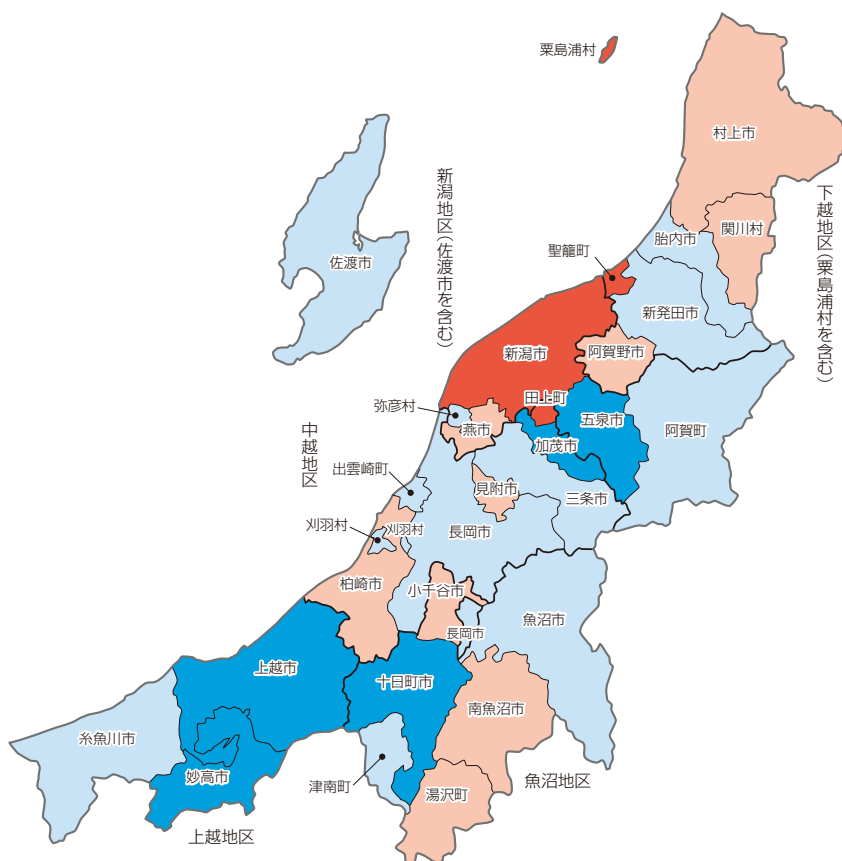 粟島浦村
村上市
新潟地区(佐渡市を含む)
下越地区(粟島浦村を含む)
関川村
胎内市
聖籠町
佐渡市
新発田市
新潟市
阿賀野市
田上町
弥彦村
燕市
五泉市
阿賀町
加茂市
中越地区
出雲崎町
見附市
三条市
刈羽村
刈羽村
長岡市
柏崎市
小千谷市
魚沼市
長岡市
上越市
十日町市
南魚沼市
糸魚川市
妙高市
津南町
湯沢町
魚沼地区
上越地区